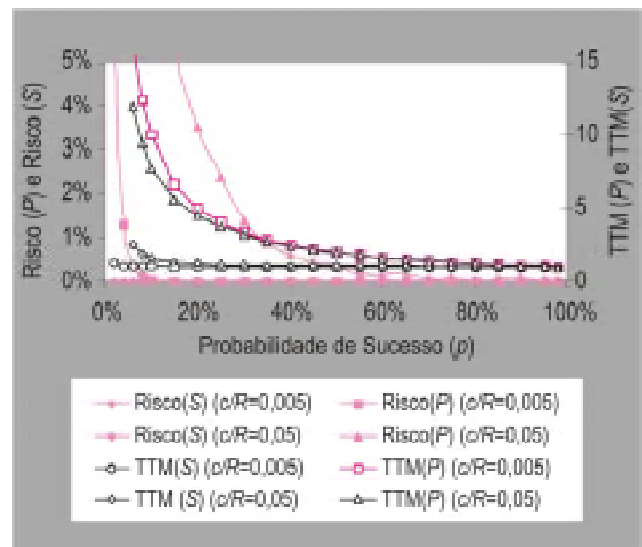 5%
4%
3%
2%
1%
0%
Risco (P) e Risco (S)
15
10
5
0
TTM (P) e TTM(S)
0%
20%
40%
60%
80%
100%
Probabilidade de Sucesso (p)
Risco(S) (c/R=0,005)
Risco(P) (c/R=0,005)
Risco(S) (c/R=0,05)
Risco(P) (c/R=0,05)
TTM(S) (c/R=0,005)
TTM(P) (c/R=0,005)
TTM (S) (c/R=0,05)
TTM(P) (c/R=0,05)